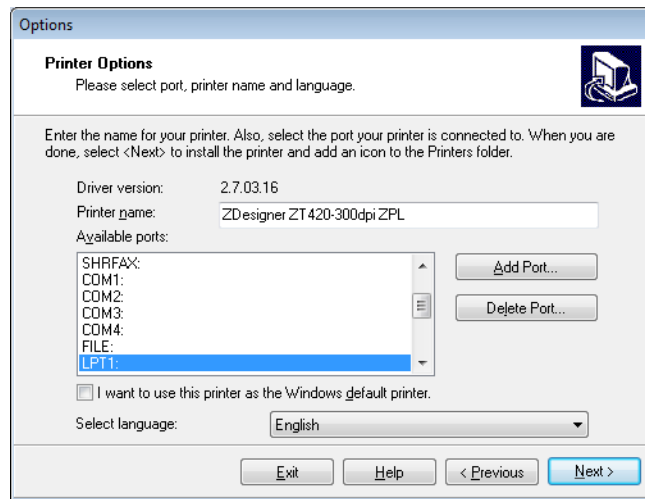 Options
Printer Options
Please select port, printer name and language.
Enter the name for your printer. Also, select the port your printer is connected to. When you are
done, select <Next> to install the printer and add an icon to the Printers folder.
Driver version: 2.7.03.16
Printer name: ZDesigner ZT420-300dpi ZPL
Available ports:
SHRFAX:
COM1:
COM2:
COM3:
COM4:
FILE:
LPT1:
Add Port...
Delete Port...
I want to use this printer as the Windows default printer.
Select language: English
Exit Help < Previous Next >